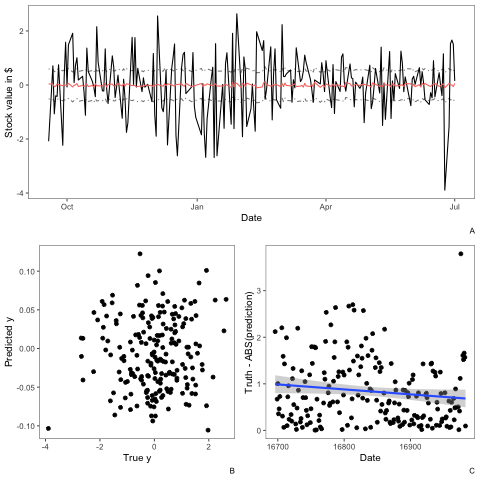 Stock value in $
2
0
-2
-4
Oct
Jan
Apr
Jul
Date
A
Predicted y
0.10
0.05
0.00
-0.05
-0.10
-4
-2
0
2
True y
B
Truth - ABS(prediction)
3
2
1
0
16700
16800
16900
Date
C